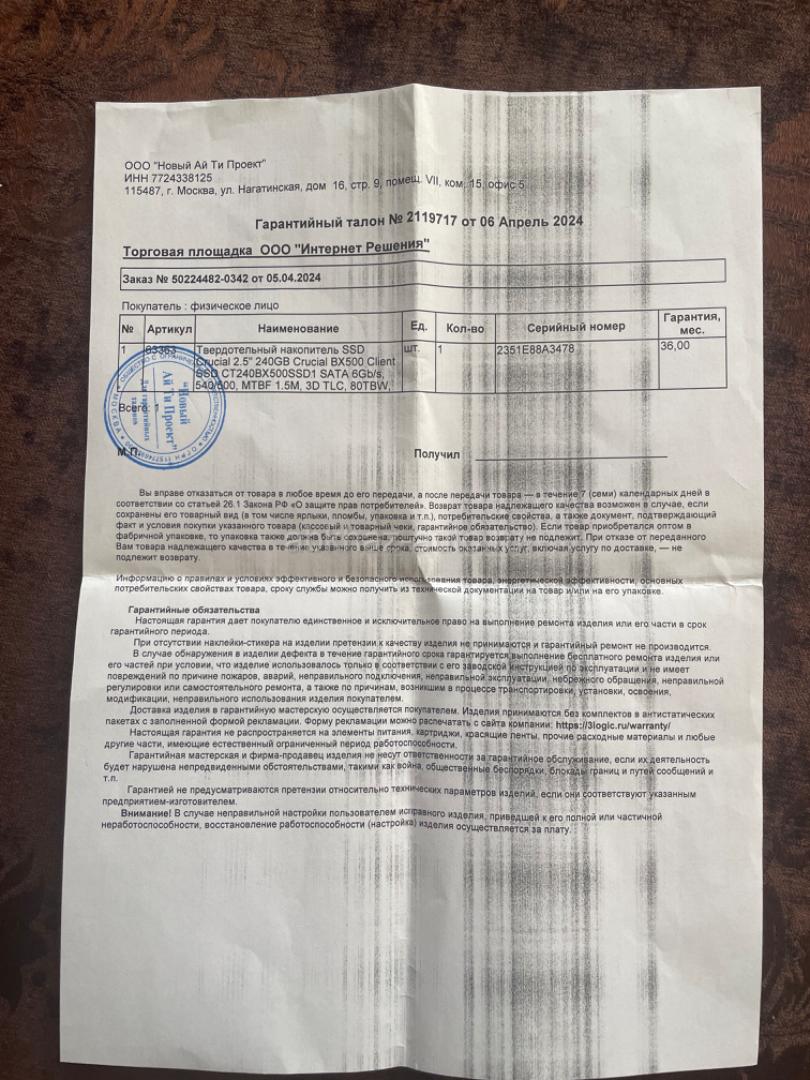 ООО "Новый Ай Ти Проект"
ИНН 7724338125
115487, г. Москва, ул. Нагатинская, дом 16, стр. 9, помещ. VII, ком. 15, офис 5
Гарантийный талон № 2119717 от 06 Апрель 2024
Торговая площадка ООО "Интернет Решения"
Заказ № 50224482-0342 от 05.04.2024
Покупатель : физическое лицо
№ Артикул Наименование Ед. Кол-во Серийный номер Гарантия, мес.
1 Твердотельный накопитель SSD шт. 1 2351E88A3478 36,00
Crucial 2.5" 240GB Crucial BX500 Client
SSD CT240BX500SSD1 SATA 6Gb/s,
540/500, MTBF 1.5M, 3D TLC, 80TBW,
Всего: 1
"Новый
Ай Ти Проект"
Для гарантийных
талонов
МОСКВА
М.П.
Получил
Вы вправе отказаться от товара в любое время до его передачи, а после передачи товара — в течение 7 (семи) календарных дней в
соответствии со статьей 26.1 Закона РФ «О защите прав потребителей». Возврат товара надлежащего качества возможен в случае, если
сохранены его товарный вид (в том числе ярлыки, пломбы, упаковка и т.п.), потребительские свойства, а также документ, подтверждающий
факт и условия покупки указанного товара (кассовый и товарный чеки, гарантийное обязательство). Если товар приобретался оптом в
фабричной упаковке, то упаковка также должна быть сохранена, поштучно такой товар возврату не подлежит. При отказе от переданного
Вам товара надлежащего качества в течение указанного выше срока, стоимость оказанных услуг, включая услугу по доставке, — не
подлежит возврату.
Информацию о правилах и условиях эффективного и безопасного использования товара, энергетической эффективности, основных
потребительских свойствах товара, сроку службы можно получить из технической документации на товар и/или на его упаковке.
Гарантийные обязательства
Настоящая гарантия дает покупателю единственное и исключительное право на выполнение ремонта изделия или его части в срок
гарантийного периода.
При отсутствии наклейки-стикера на изделии претензии к качеству изделия не принимаются и гарантийный ремонт не производится.
В случае обнаружения в изделии дефекта в течение гарантийного срока гарантируется выполнение бесплатного ремонта изделия или
его частей при условии, что изделие использовалось только в соответствии с его заводской инструкцией по эксплуатации и не имеет
повреждений по причине пожаров, аварий, неправильного подключения, неправильной эксплуатации, небрежного обращения, неправильной
регулировки или самостоятельного ремонта, а также по причинам, возникшим в процессе транспортировки, установки, освоения,
модификации, неправильного использования изделия покупателем.
Доставка изделия в гарантийную мастерскую осуществляется покупателем. Изделия принимаются без комплектов в антистатических
пакетах с заполненной формой рекламации. Форму рекламации можно распечатать с сайта компании: https://3logic.ru/warranty/
Настоящая гарантия не распространяется на элементы питания, картриджи, красящие ленты, прочие расходные материалы и любые
другие части, имеющие естественный ограниченный период работоспособности.
Гарантийная мастерская и фирма-продавец изделия не несут ответственности за гарантийное обслуживание, если их деятельность
будет нарушена непредвиденными обстоятельствами, такими как война, общественные беспорядки, блокады границ и путей сообщений и
т.п.
Гарантией не предусматриваются претензии относительно технических параметров изделий, если они соответствуют указанным
предприятием-изготовителем.
Внимание! В случае неправильной настройки пользователем исправного изделия, приведшей к его полной или частичной
неработоспособности, восстановление работоспособности (настройка) изделия осуществляется за плату.